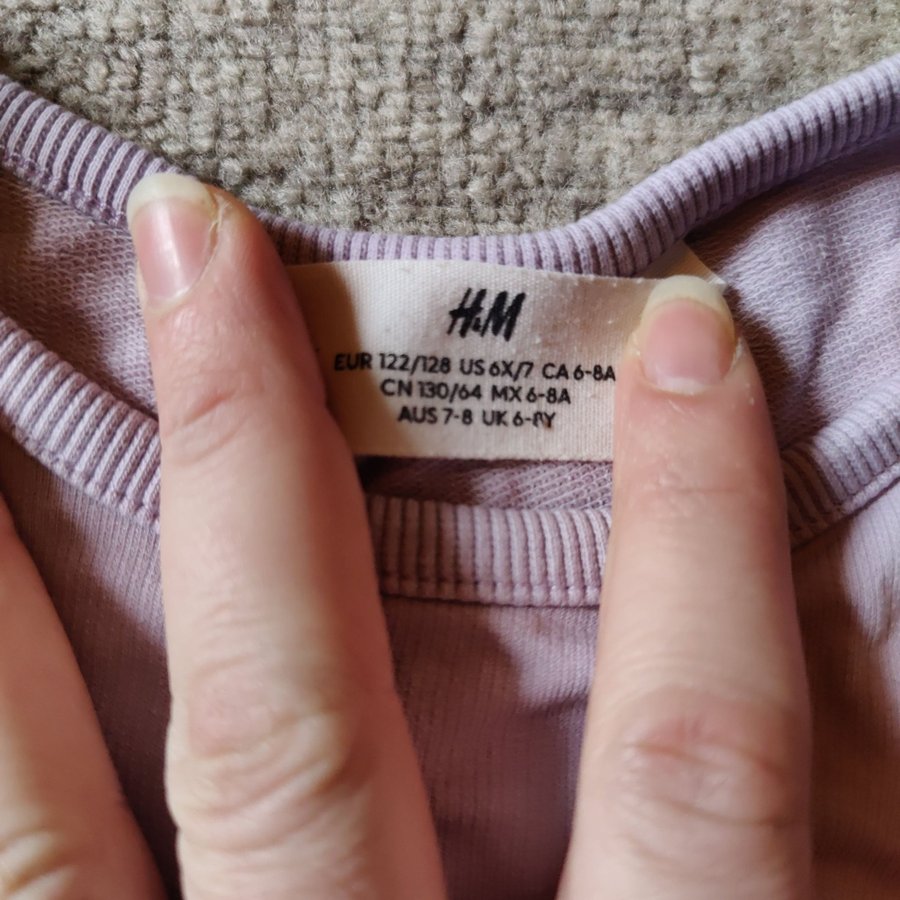 H&M
EUR 122/128 US 6X/7 CA 6-8A
CN 130/64 MX 6-8A
AUS 7-8 UK 6-8Y